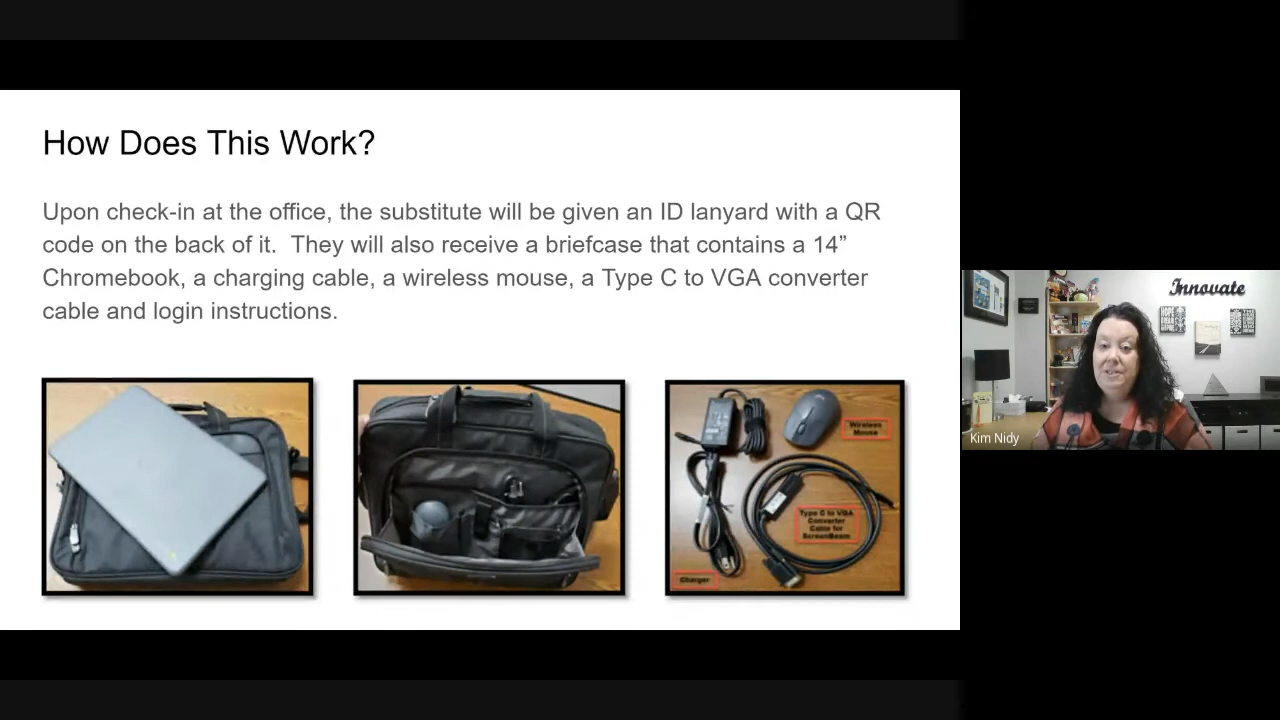 How Does This Work?
Upon check-in at the office, the substitute will be given an ID lanyard with a QR
code on the back of it.  They will also receive a briefcase that contains a 14”
Chromebook, a charging cable, a wireless mouse, a Type C to VGA converter
cable and login instructions.
Wireless
Mouse
Type C to VGA
Converter
Cable for
ScreenBeam
Charger
Innovate
Kim Nidy